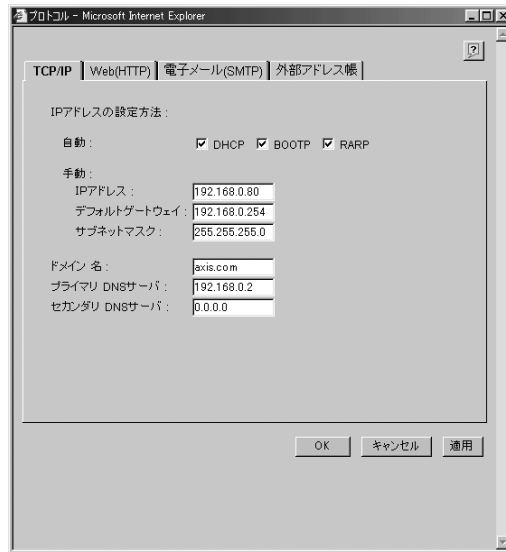 プロトコル - Microsoft Internet Explorer
?
TCP/IP Web(HTTP) 電子メール(SMTP) 外部アドレス帳
IPアドレスの設定方法 :
自動 : DHCP BOOTP RARP
手動 :
IPアドレス : 192.168.0.80
デフォルトゲートウェイ : 192.168.0.254
サブネットマスク : 255.255.255.0
ドメイン 名 : axis.com
プライマリ DNSサーバ : 192.168.0.2
セカンダリ DNSサーバ : 0.0.0.0
OK キャンセル 適用